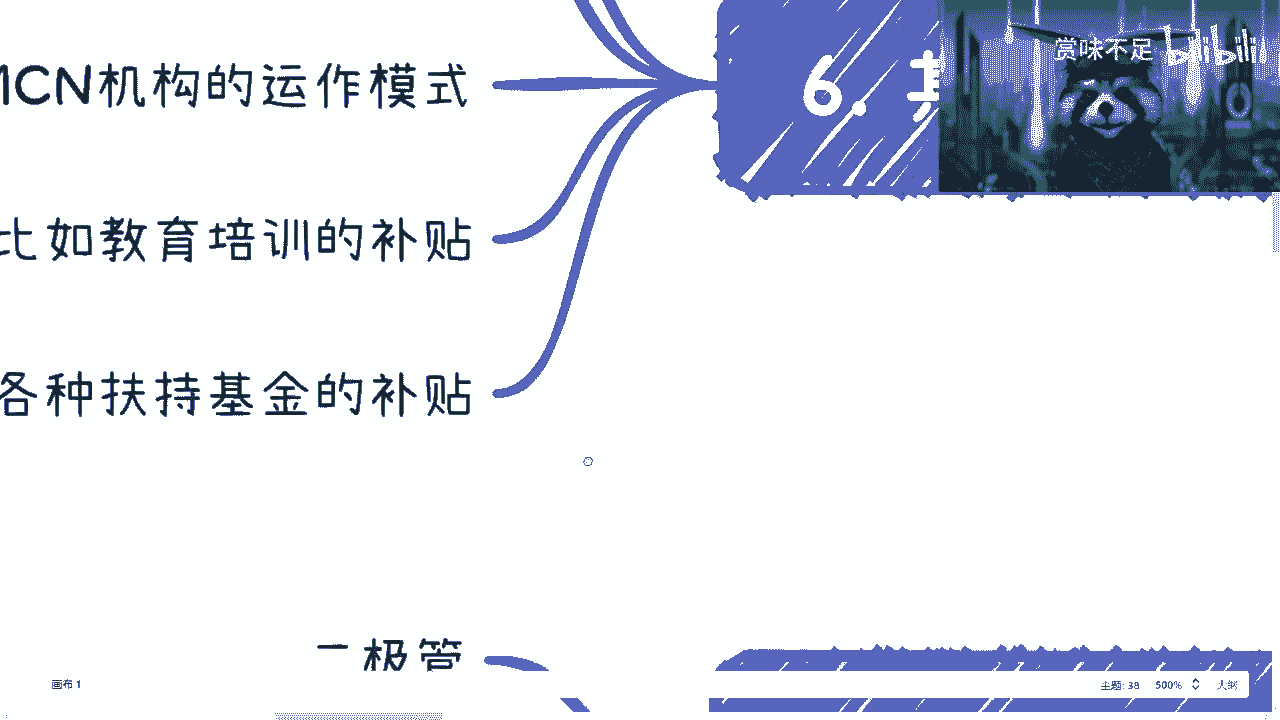 MCN机构的运作模式
6. 其
赏味不足 bilibili
比如教育培训的补贴
各种扶持基金的补贴
二极管
画布 1
主题: 38 500% 大纲